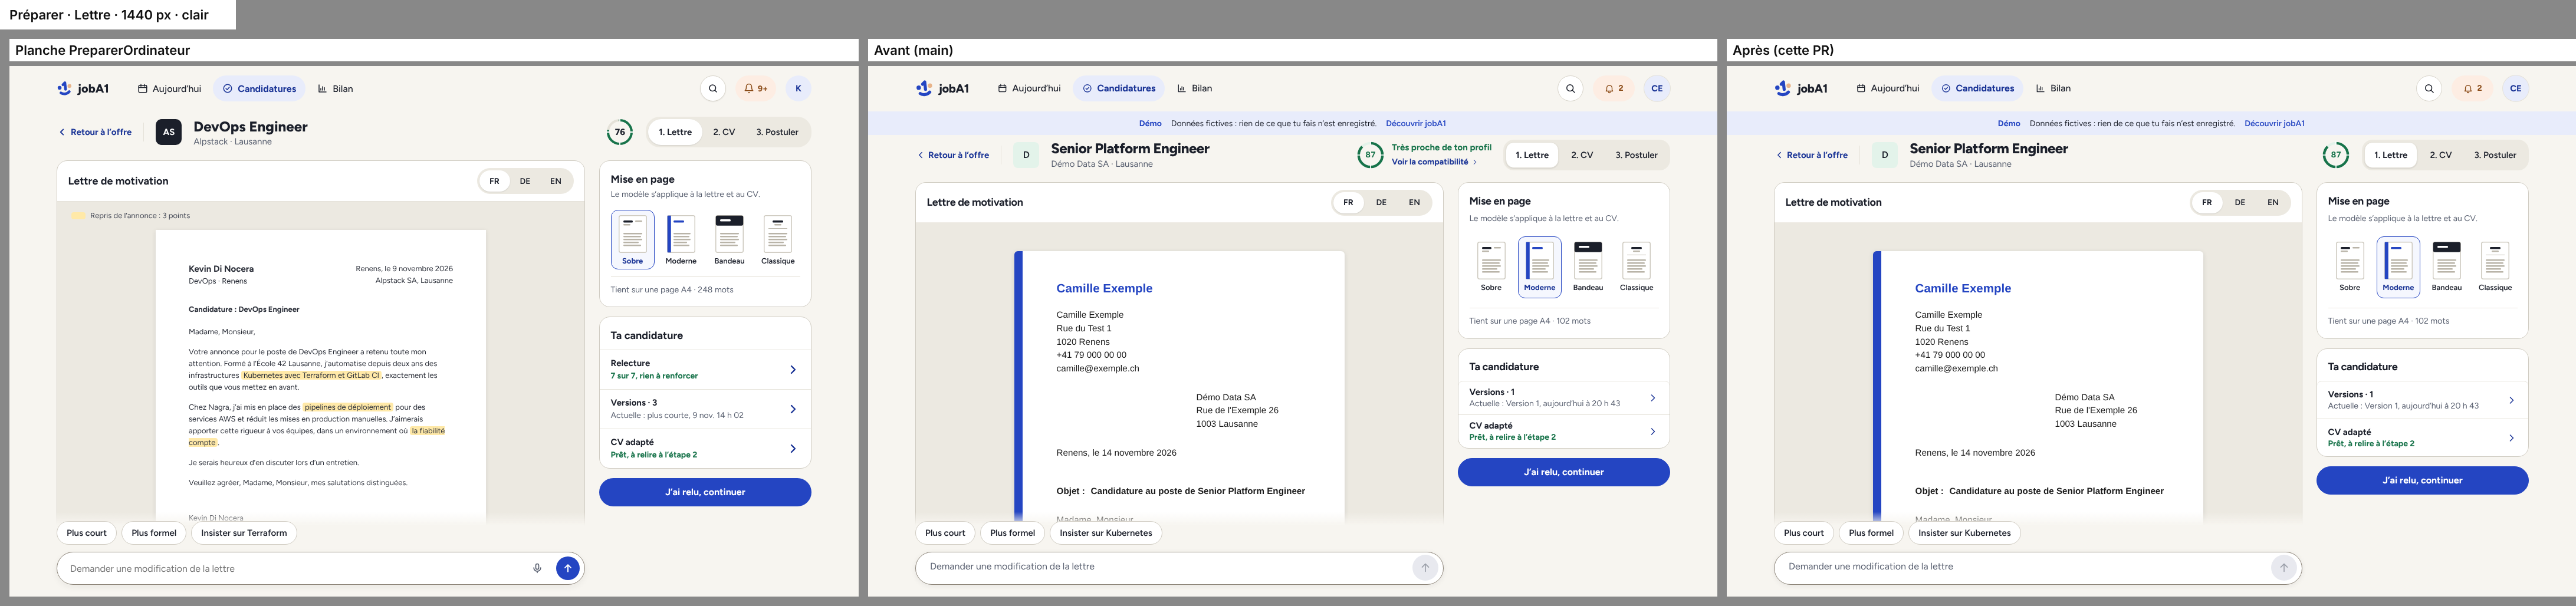 Préparer · Lettre · 1440 px · clair
Planche PreparerOrdinateur
jobA1
Aujourd'hui
Candidatures
Bilan
9+
K
Retour à l'offre
AS
DevOps Engineer
Alpstack · Lausanne
76
1. Lettre
2. CV
3. Postuler
Lettre de motivation
FR
DE
EN
Repris de l'annonce : 3 points
Kevin Di Nocera
DevOps · Renens
Renens, le 9 novembre 2026
Alpstack SA, Lausanne
Candidature : DevOps Engineer
Madame, Monsieur,
Votre annonce pour le poste de DevOps Engineer a retenu toute mon
attention. Formé à l'École 42 Lausanne, j'automatise depuis deux ans des
infrastructures Kubernetes avec Terraform et GitLab CI, exactement les
outils que vous mettez en avant.
Chez Nagra, j'ai mis en place des pipelines de déploiement pour des
services AWS et réduit les mises en production manuelles. J'aimerais
apporter cette rigueur à vos équipes, dans un environnement où la fiabilité
compte.
Je serais heureux d'en discuter lors d'un entretien.
Veuillez agréer, Madame, Monsieur, mes salutations distinguées.
Kevin Di Nocera
Plus court
Plus formel
Insister sur Terraform
Demander une modification de la lettre
Mise en page
Le modèle s'applique à la lettre et au CV.
Sobre
Moderne
Bandeau
Classique
Tient sur une page A4 · 248 mots
Ta candidature
Relecture
7 sur 7, rien à renforcer
Versions · 3
Actuelle : plus courte, 9 nov. 14 h 02
CV adapté
Prêt, à relire à l'étape 2
J'ai relu, continuer
Avant (main)
jobA1
Aujourd'hui
Candidatures
Bilan
2
CE
Démo Données fictives : rien de ce que tu fais n'est enregistré. Découvrir jobA1
Retour à l'offre
D
Senior Platform Engineer
Démo Data SA · Lausanne
87
Très proche de ton profil
Voir la compatibilité
1. Lettre
2. CV
3. Postuler
Lettre de motivation
FR
DE
EN
Camille Exemple
Camille Exemple
Rue du Test 1
1020 Renens
+41 79 000 00 00
camille@exemple.ch
Démo Data SA
Rue de l'Exemple 26
1003 Lausanne
Renens, le 14 novembre 2026
Objet : Candidature au poste de Senior Platform Engineer
Madame, Monsieur
Plus court
Plus formel
Insister sur Kubernetes
Demander une modification de la lettre
Mise en page
Le modèle s'applique à la lettre et au CV.
Sobre
Moderne
Bandeau
Classique
Tient sur une page A4 · 102 mots
Ta candidature
Versions · 1
Actuelle : Version 1, aujourd'hui à 20 h 43
CV adapté
Prêt, à relire à l'étape 2
J'ai relu, continuer
Après (cette PR)
jobA1
Aujourd'hui
Candidatures
Bilan
2
CE
Démo Données fictives : rien de ce que tu fais n'est enregistré. Découvrir jobA1
Retour à l'offre
D
Senior Platform Engineer
Démo Data SA · Lausanne
87
1. Lettre
2. CV
3. Postuler
Lettre de motivation
FR
DE
EN
Camille Exemple
Camille Exemple
Rue du Test 1
1020 Renens
+41 79 000 00 00
camille@exemple.ch
Démo Data SA
Rue de l'Exemple 26
1003 Lausanne
Renens, le 14 novembre 2026
Objet : Candidature au poste de Senior Platform Engineer
Madame, Monsieur
Plus court
Plus formel
Insister sur Kubernetes
Demander une modification de la lettre
Mise en page
Le modèle s'applique à la lettre et au CV.
Sobre
Moderne
Bandeau
Classique
Tient sur une page A4 · 102 mots
Ta candidature
Versions · 1
Actuelle : Version 1, aujourd'hui à 20 h 43
CV adapté
Prêt, à relire à l'étape 2
J'ai relu, continuer